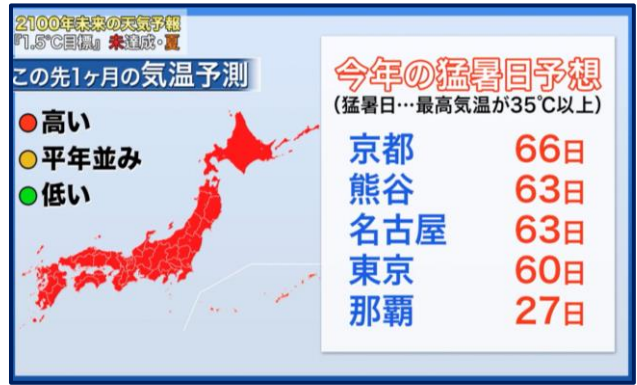 2100年未来の天気予報
『1.5℃目標』未達成・夏
この先1ヶ月の気温予測
高い
平年並み
低い
今年の猛暑日予想
(猛暑日…最高気温が35℃以上)
京都 66日
熊谷 63日
名古屋 63日
東京 60日
那覇 27日